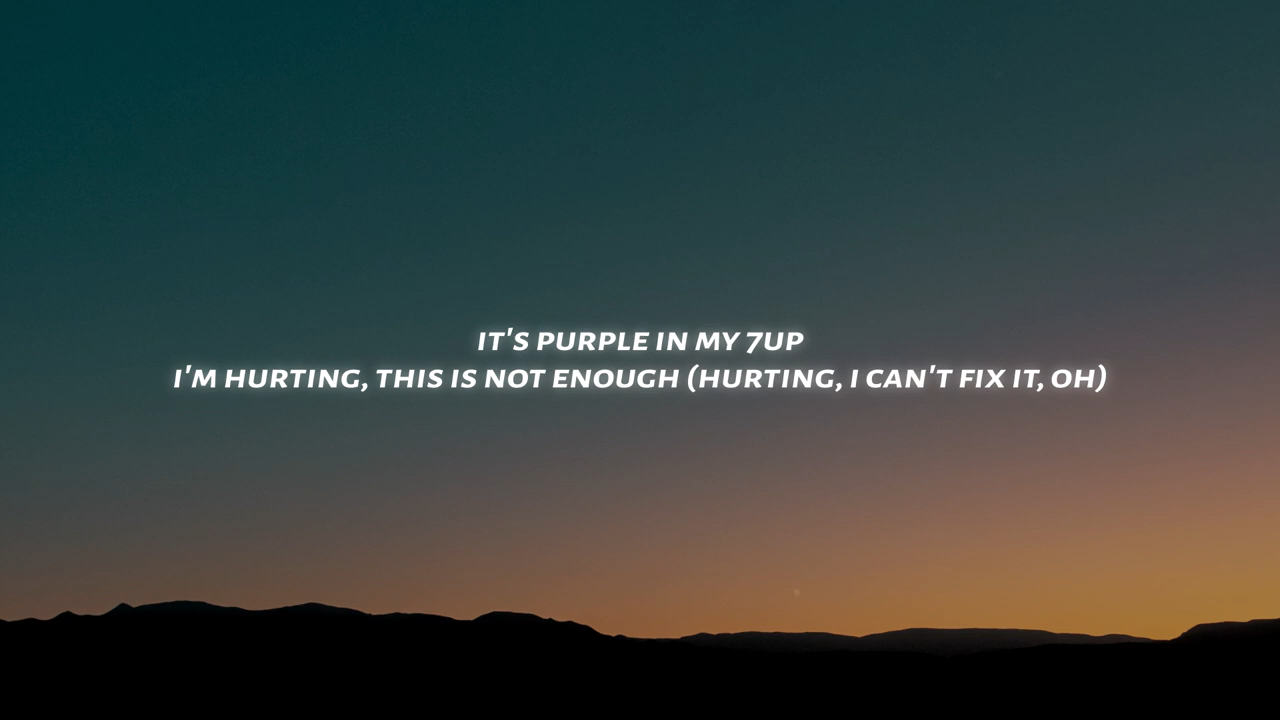 IT'S PURPLE IN MY 7UP
I'M HURTING, THIS IS NOT ENOUGH (HURTING, I CAN'T FIX IT, OH)